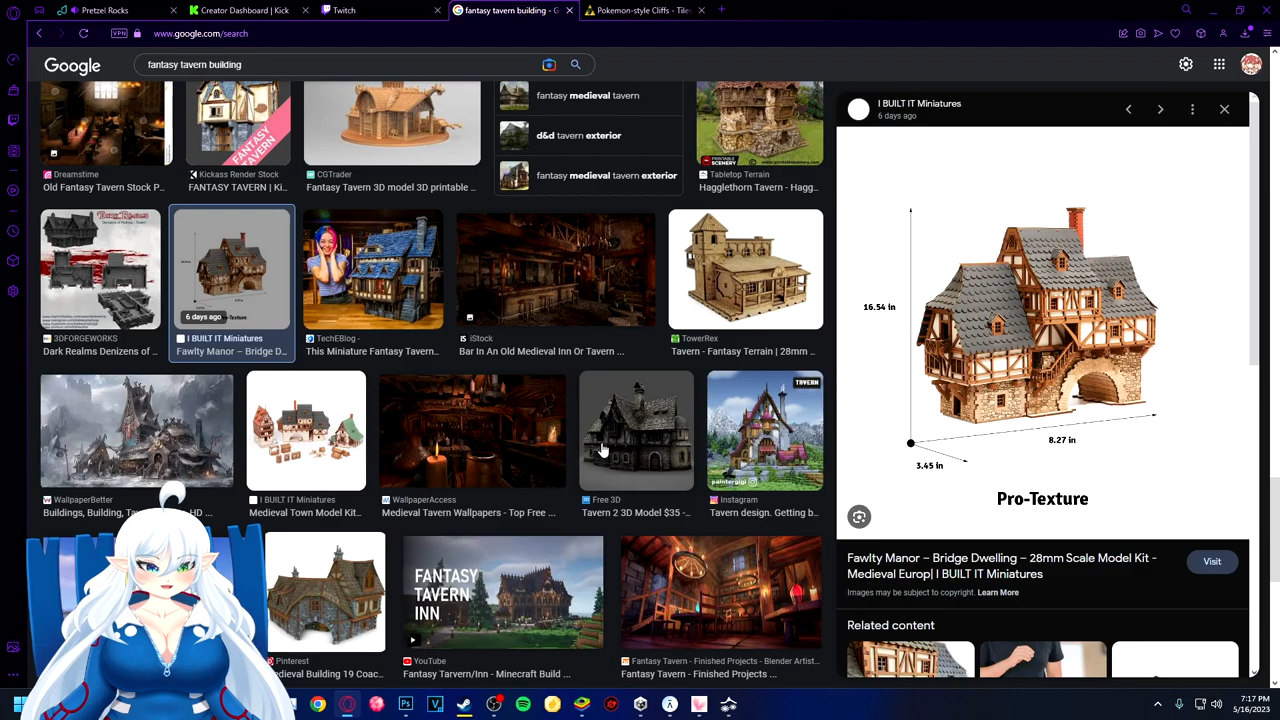 Pretzel Rocks
Creator Dashboard | Kick
Twitch
fantasy tavern building - G
Pokemon-style Cliffs - Tiles
VPN
www.google.com/search
Google
fantasy tavern building
fantasy medieval tavern
d&d tavern exterior
fantasy medieval exterior
FANTASY
TAVERN
PRINTABLE
SCENERY
Dreamstime
Old Fantasy Tavern Stock P...
Kickass Render Stock
FANTASY TAVERN | Ki...
CGTrader
Fantasy Tavern 3D model 3D printable ...
Tabletop Terrain
Hagglethorn Tavern - Hagg...
6 days ago
3DFORGEWORKS
Dark Realms Denizens of ...
I BUILT IT Miniatures
Fawlty Manor – Bridge D...
TechEBlog -
This Miniature Fantasy Tavern...
iStock
Bar In An Old Medieval Inn Or Tavern ...
TowerRex
Tavern - Fantasy Terrain | 28mm ...
TAVERN
paintergigi
WallpaperBetter
Buildings, Building, Ta
HD ...
I BUILT IT Miniatures
Medieval Town Model Kit...
WallpaperAccess
Medieval Tavern Wallpapers - Top Free ...
Free 3D
Tavern 2 3D Model $35 -...
Instagram
Tavern design. Getting b...
FANTASY
TAVERN
INN
Pinterest
Medieval Building 19 Coac...
YouTube
Fantasy Tarvern/Inn - Minecraft Build ...
Fantasy Tavern - Finished Projects - Blender Artist...
Fantasy Tavern - Finished Projects ...
I BUILT IT Miniatures
6 days ago
16.54 in
8.27 in
3.45 in
Pro-Texture
Fawlty Manor – Bridge Dwelling – 28mm Scale Model Kit -
Medieval Europ| I BUILT IT Miniatures
Visit
Images may be subject to copyright. Learn More
Related content
7:17 PM
5/16/2023